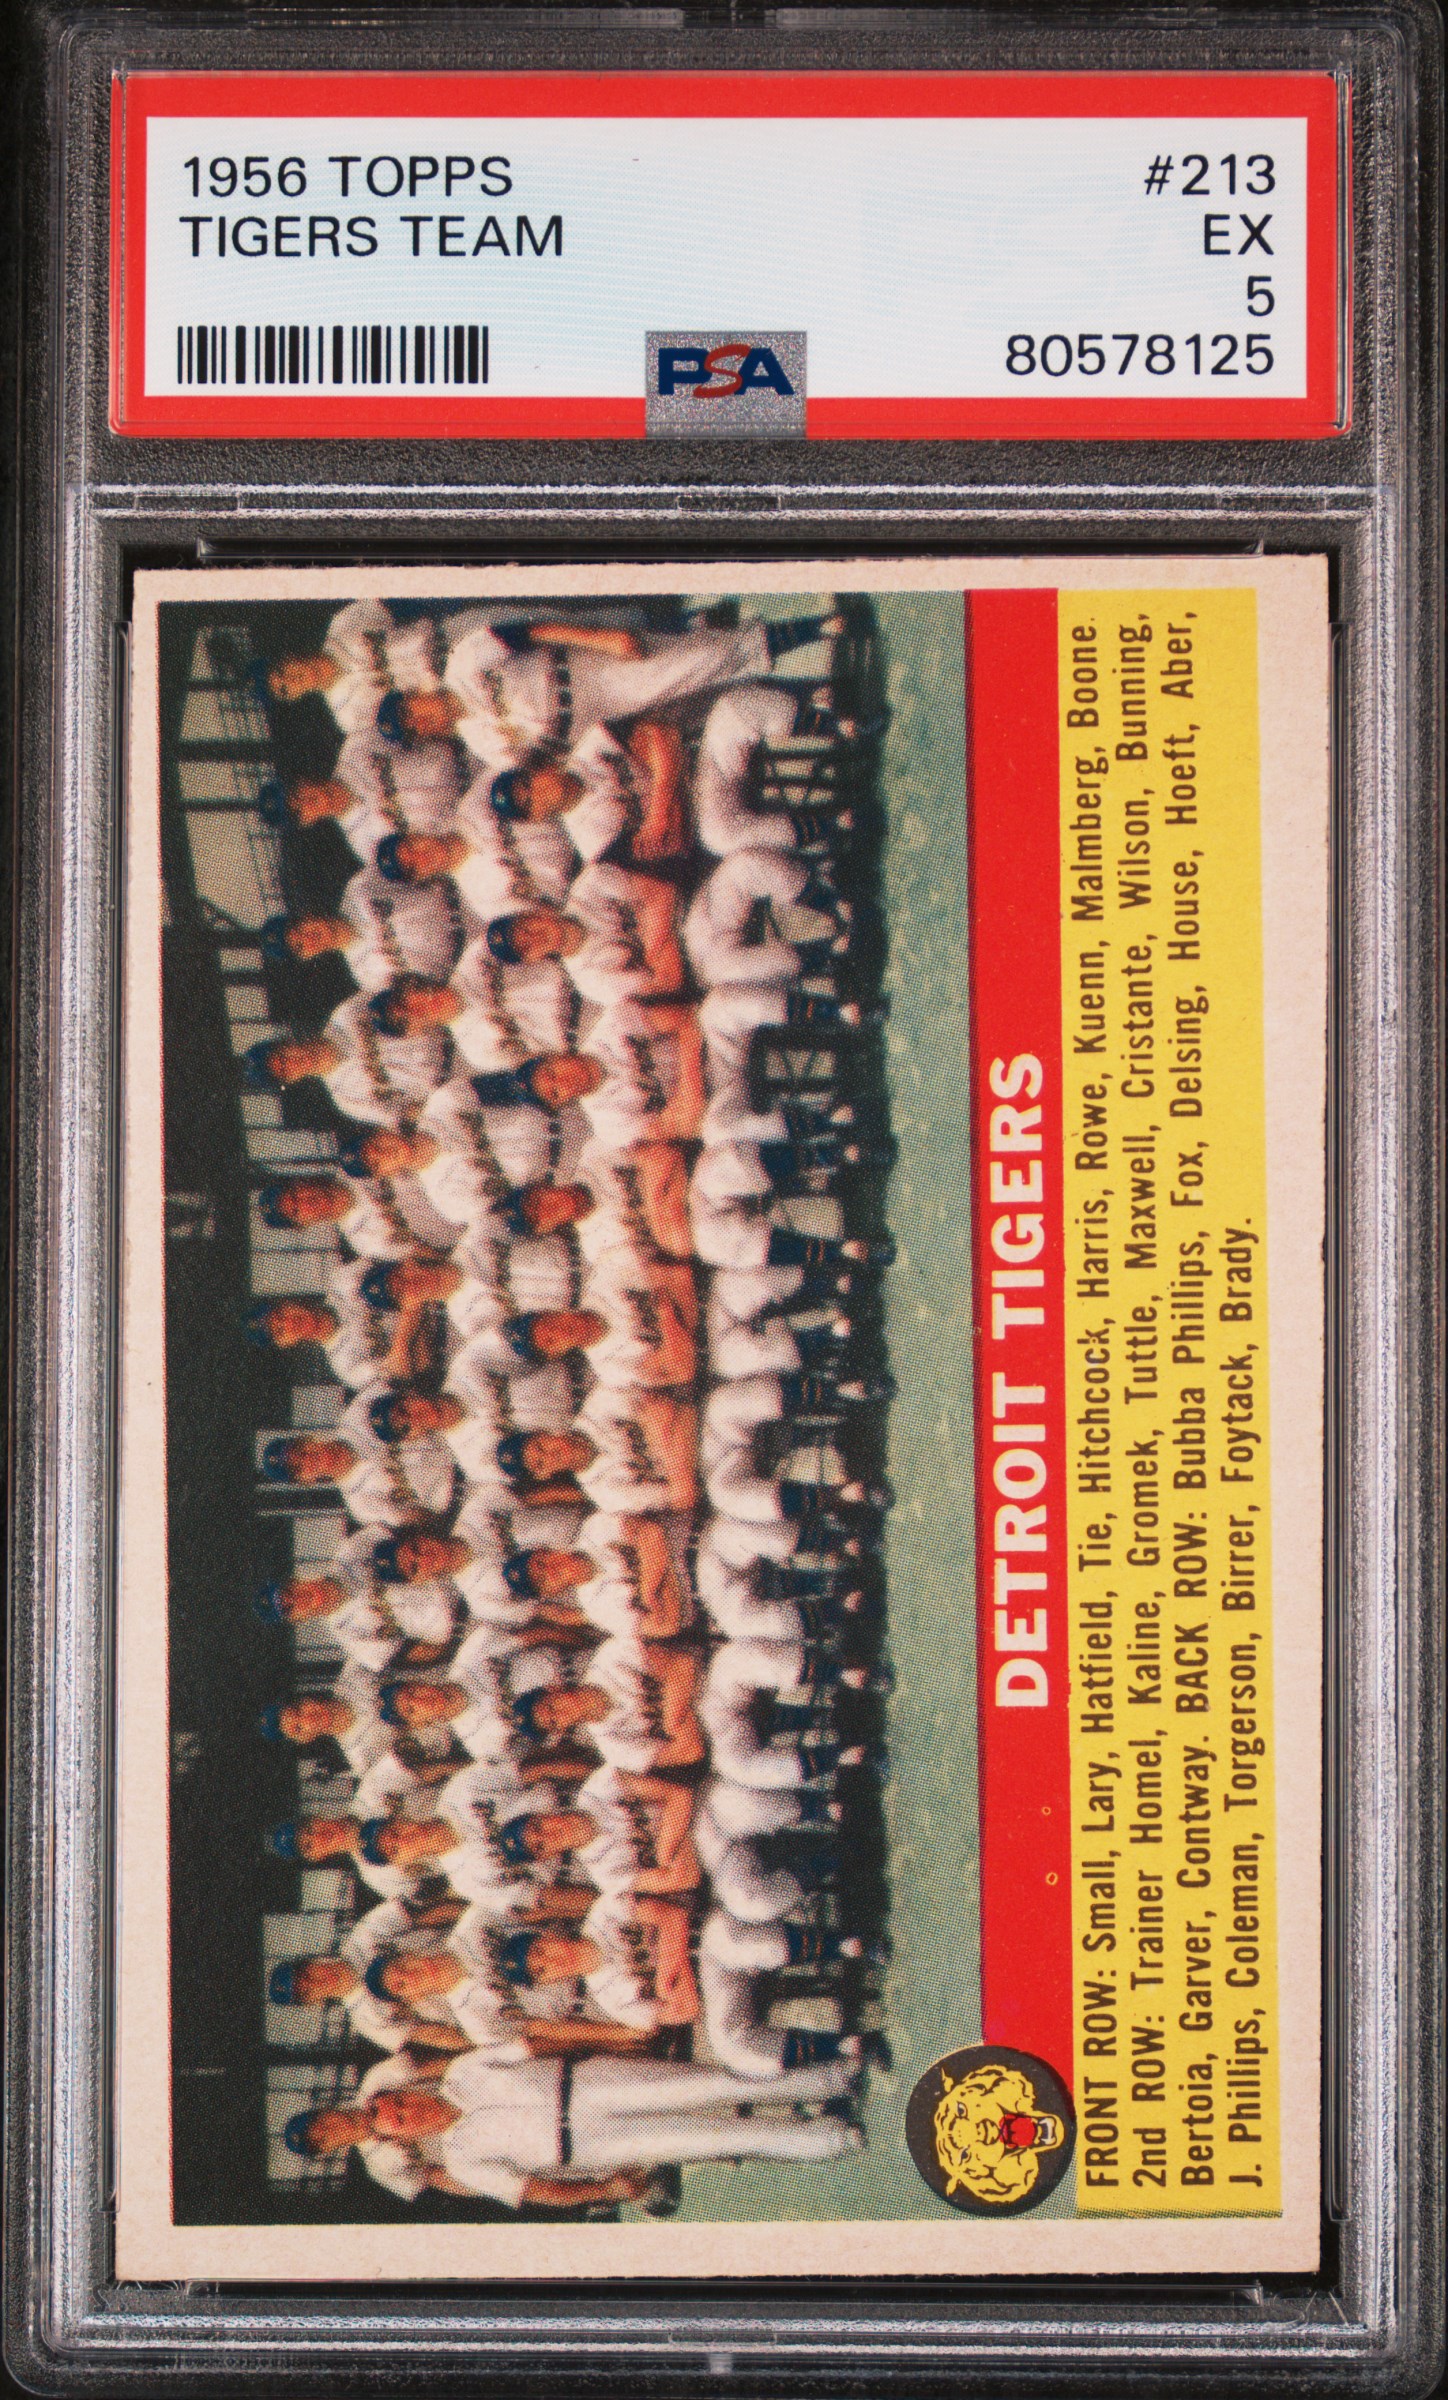 1956 TOPPS #213
TIGERS TEAM EX
5
80578125
PSA
DETROIT TIGERS
FRONT ROW: Small, Lary, Hatfield, Tie, Hitchcock, Harris, Rowe, Kuenn, Malmberg, Boone.
2nd ROW: Trainer Homel, Kaline, Gromek, Tuttle, Maxwell, Cristante, Wilson, Bunning,
Bertoia, Garver, Contway. BACK ROW: Bubba Phillips, Fox, Delsing, House, Hoeft, Aber,
J. Phillips, Coleman, Torgerson, Birrer, Foytack, Brady.